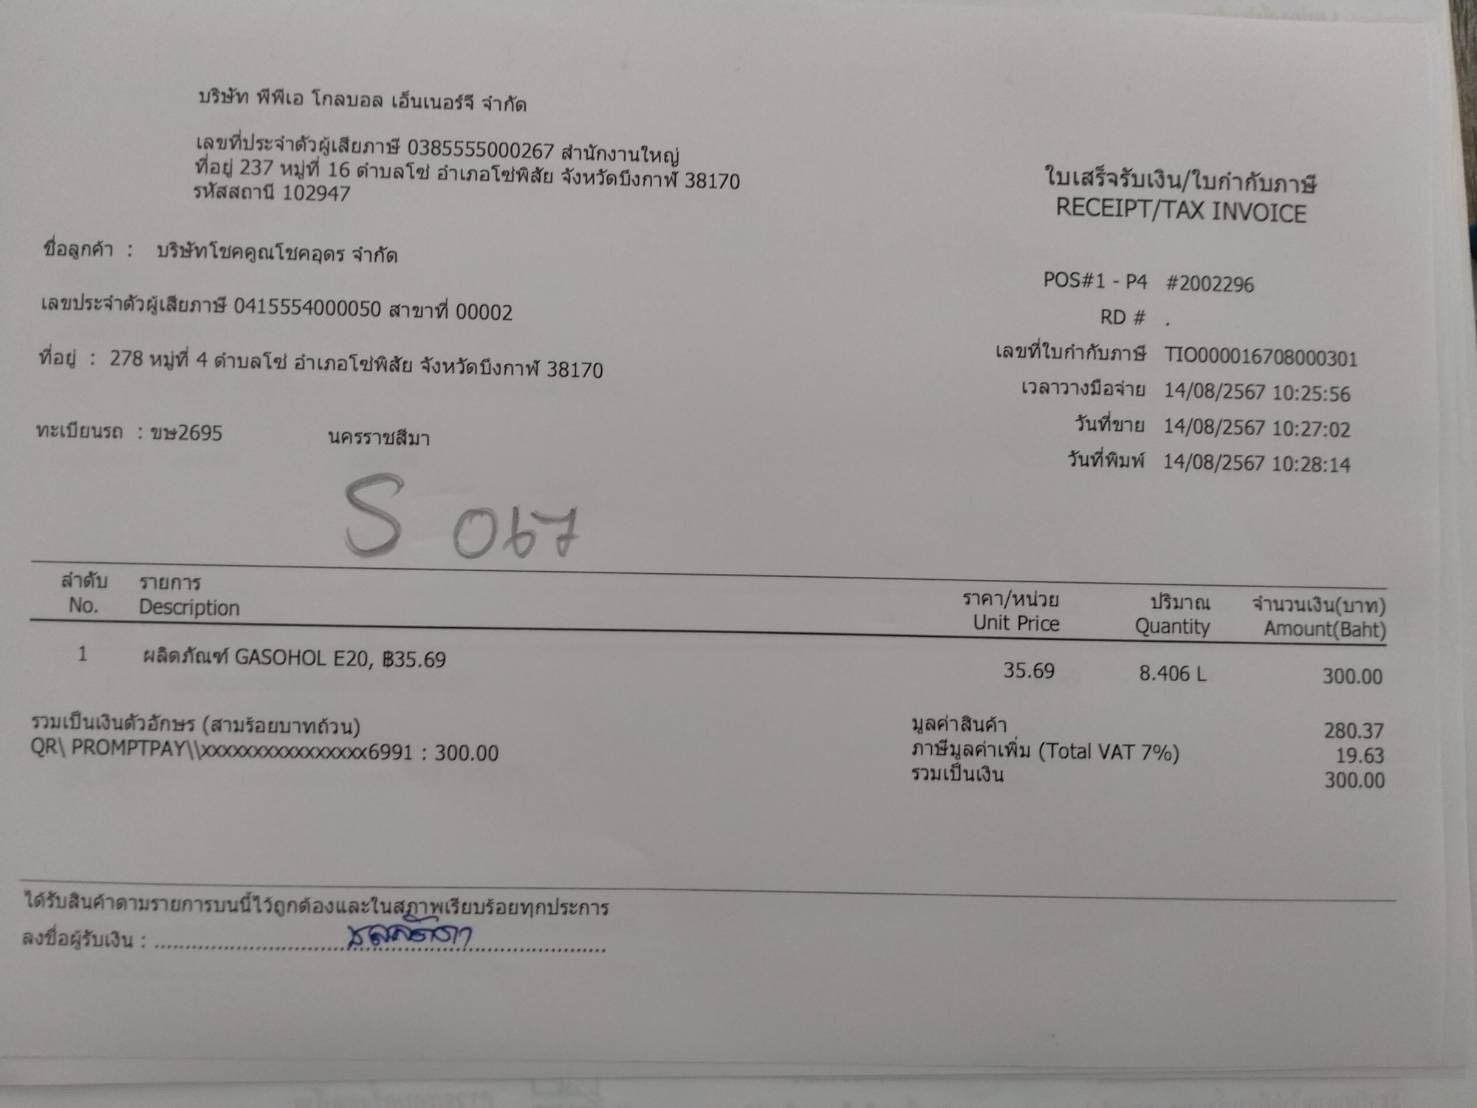 บริษัท พีพีเอ โกลบอล เอ็นเนอร์จี จำกัด
เลขที่ประจำตัวผู้เสียภาษี 0385555000267 สำนักงานใหญ่
ที่อยู่ 237 หมู่ที่ 16 ตำบลโซ่ อำเภอโซ่พิสัย จังหวัดบึงกาฬ 38170
รหัสสถานี 102947
ใบเสร็จรับเงิน/ใบกำกับภาษี
RECEIPT/TAX INVOICE
ชื่อลูกค้า : บริษัทโชคคูณโชคอุดร จำกัด
เลขประจำตัวผู้เสียภาษี 0415554000050 สาขาที่ 00002
ที่อยู่ : 278 หมู่ที่ 4 ตำบลโซ่ อำเภอโซ่พิสัย จังหวัดบึงกาฬ 38170
ทะเบียนรถ : ขษ2695 นครราชสีมา
POS#1 - P4 #2002296
RD # .
เลขที่ใบกำกับภาษี TIO000016708000301
เวลาวางมือจ่าย 14/08/2567 10:25:56
วันที่ขาย 14/08/2567 10:27:02
วันที่พิมพ์ 14/08/2567 10:28:14
S 067
ลำดับ รายการ ราคา/หน่วย ปริมาณ จำนวนเงิน(บาท)
No. Description Unit Price Quantity Amount(Baht)
1 ผลิตภัณฑ์ GASOHOL E20, ฿35.69 35.69 8.406 L 300.00
รวมเป็นเงินตัวอักษร (สามร้อยบาทถ้วน)
QR\ PROMPTPAY\\xxxxxxxxxxxxxxxx6991 : 300.00
มูลค่าสินค้า 280.37
ภาษีมูลค่าเพิ่ม (Total VAT 7%) 19.63
รวมเป็นเงิน 300.00
ได้รับสินค้าตามรายการบนนี้ไว้ถูกต้องและในสภาพเรียบร้อยทุกประการ
ลงชื่อผู้รับเงิน : ........................................